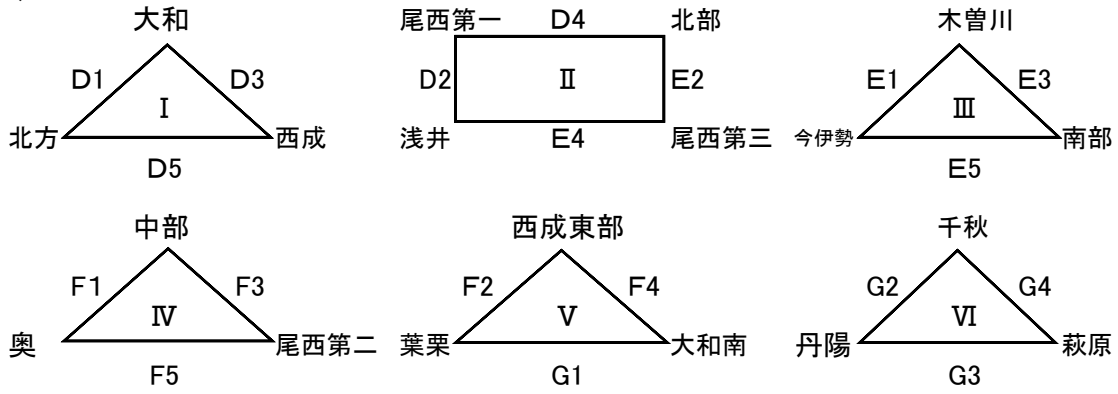 大和 尾西第一 D4 北部 木曽川
D1 D3 D2 Ⅱ E2 E1 E3
Ⅰ Ⅲ
北方 西成 浅井 E4 尾西第三 今伊勢 南部
D5 E5
中部 西成東部 千秋
F1 F3 F2 F4 G2 G4
Ⅳ Ⅴ Ⅵ
奥 尾西第二 葉栗 大和南 丹陽 萩原
F5 G1 G3